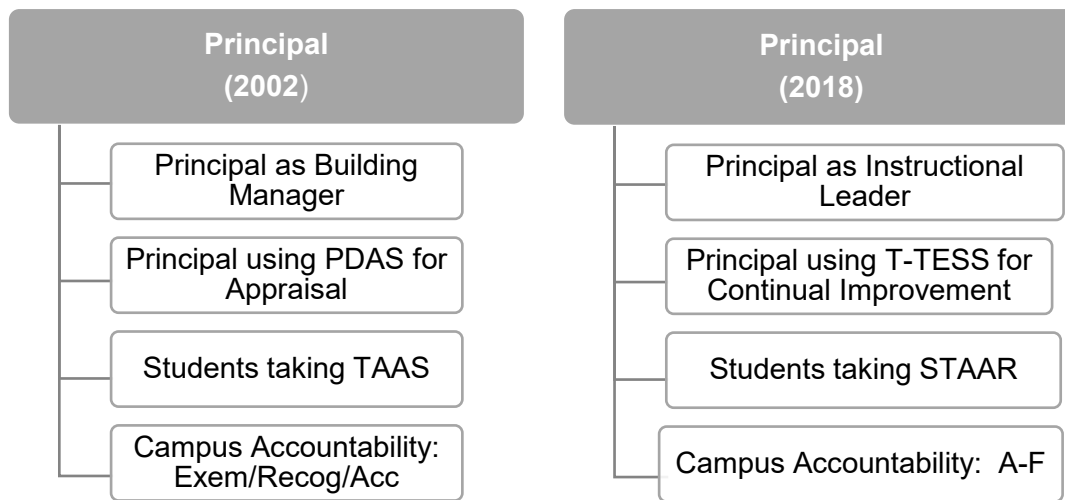 Principal
(2002)
Principal as Building
Manager
Principal using PDAS for
Appraisal
Students taking TAAS
Campus Accountability:
Exem/Recog/Acc
Principal
(2018)
Principal as Instructional
Leader
Principal using T-TESS for
Continual Improvement
Students taking STAAR
Campus Accountability:  A-F